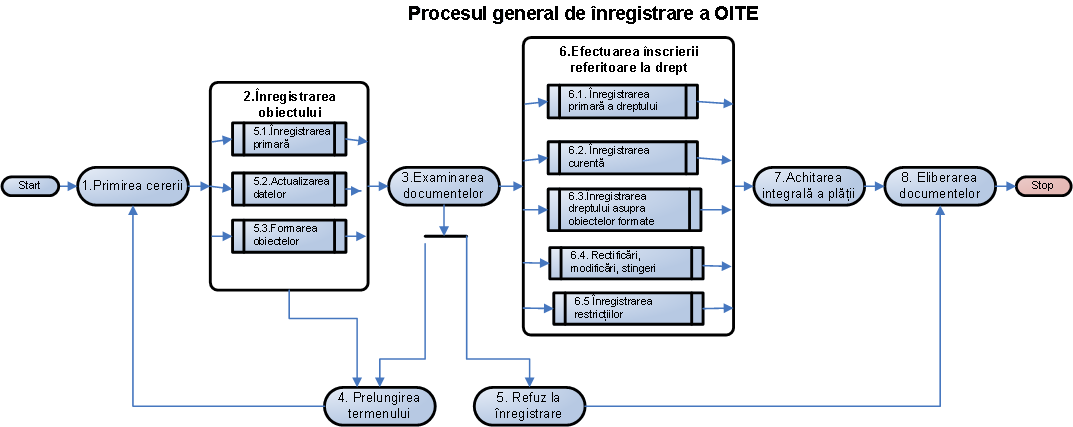 Procesul general de înregistrare a OITE
6.Efectuarea înscrierii
referitoare la drept
2.Înregistrarea
obiectului
6.1. Înregistrarea
primară a dreptului
5.1.Înregistrarea
primară
6.2. Înregistrarea
curentă
Start
1.Primirea cererii
5.2.Actualizarea
datelor
3.Examinarea
documentelor
6.3.Inregistrarea
dreptului asupra
obiectelor formate
7.Achitarea
integrală a plății
8. Eliberarea
documentelor
Stop
5.3.Formarea
obiectelor
6.4. Rectificări,
modificări, stingeri
6.5 Înregistrarea
restricțiilor
4. Prelungirea
termenului
5. Refuz la
înregistrare